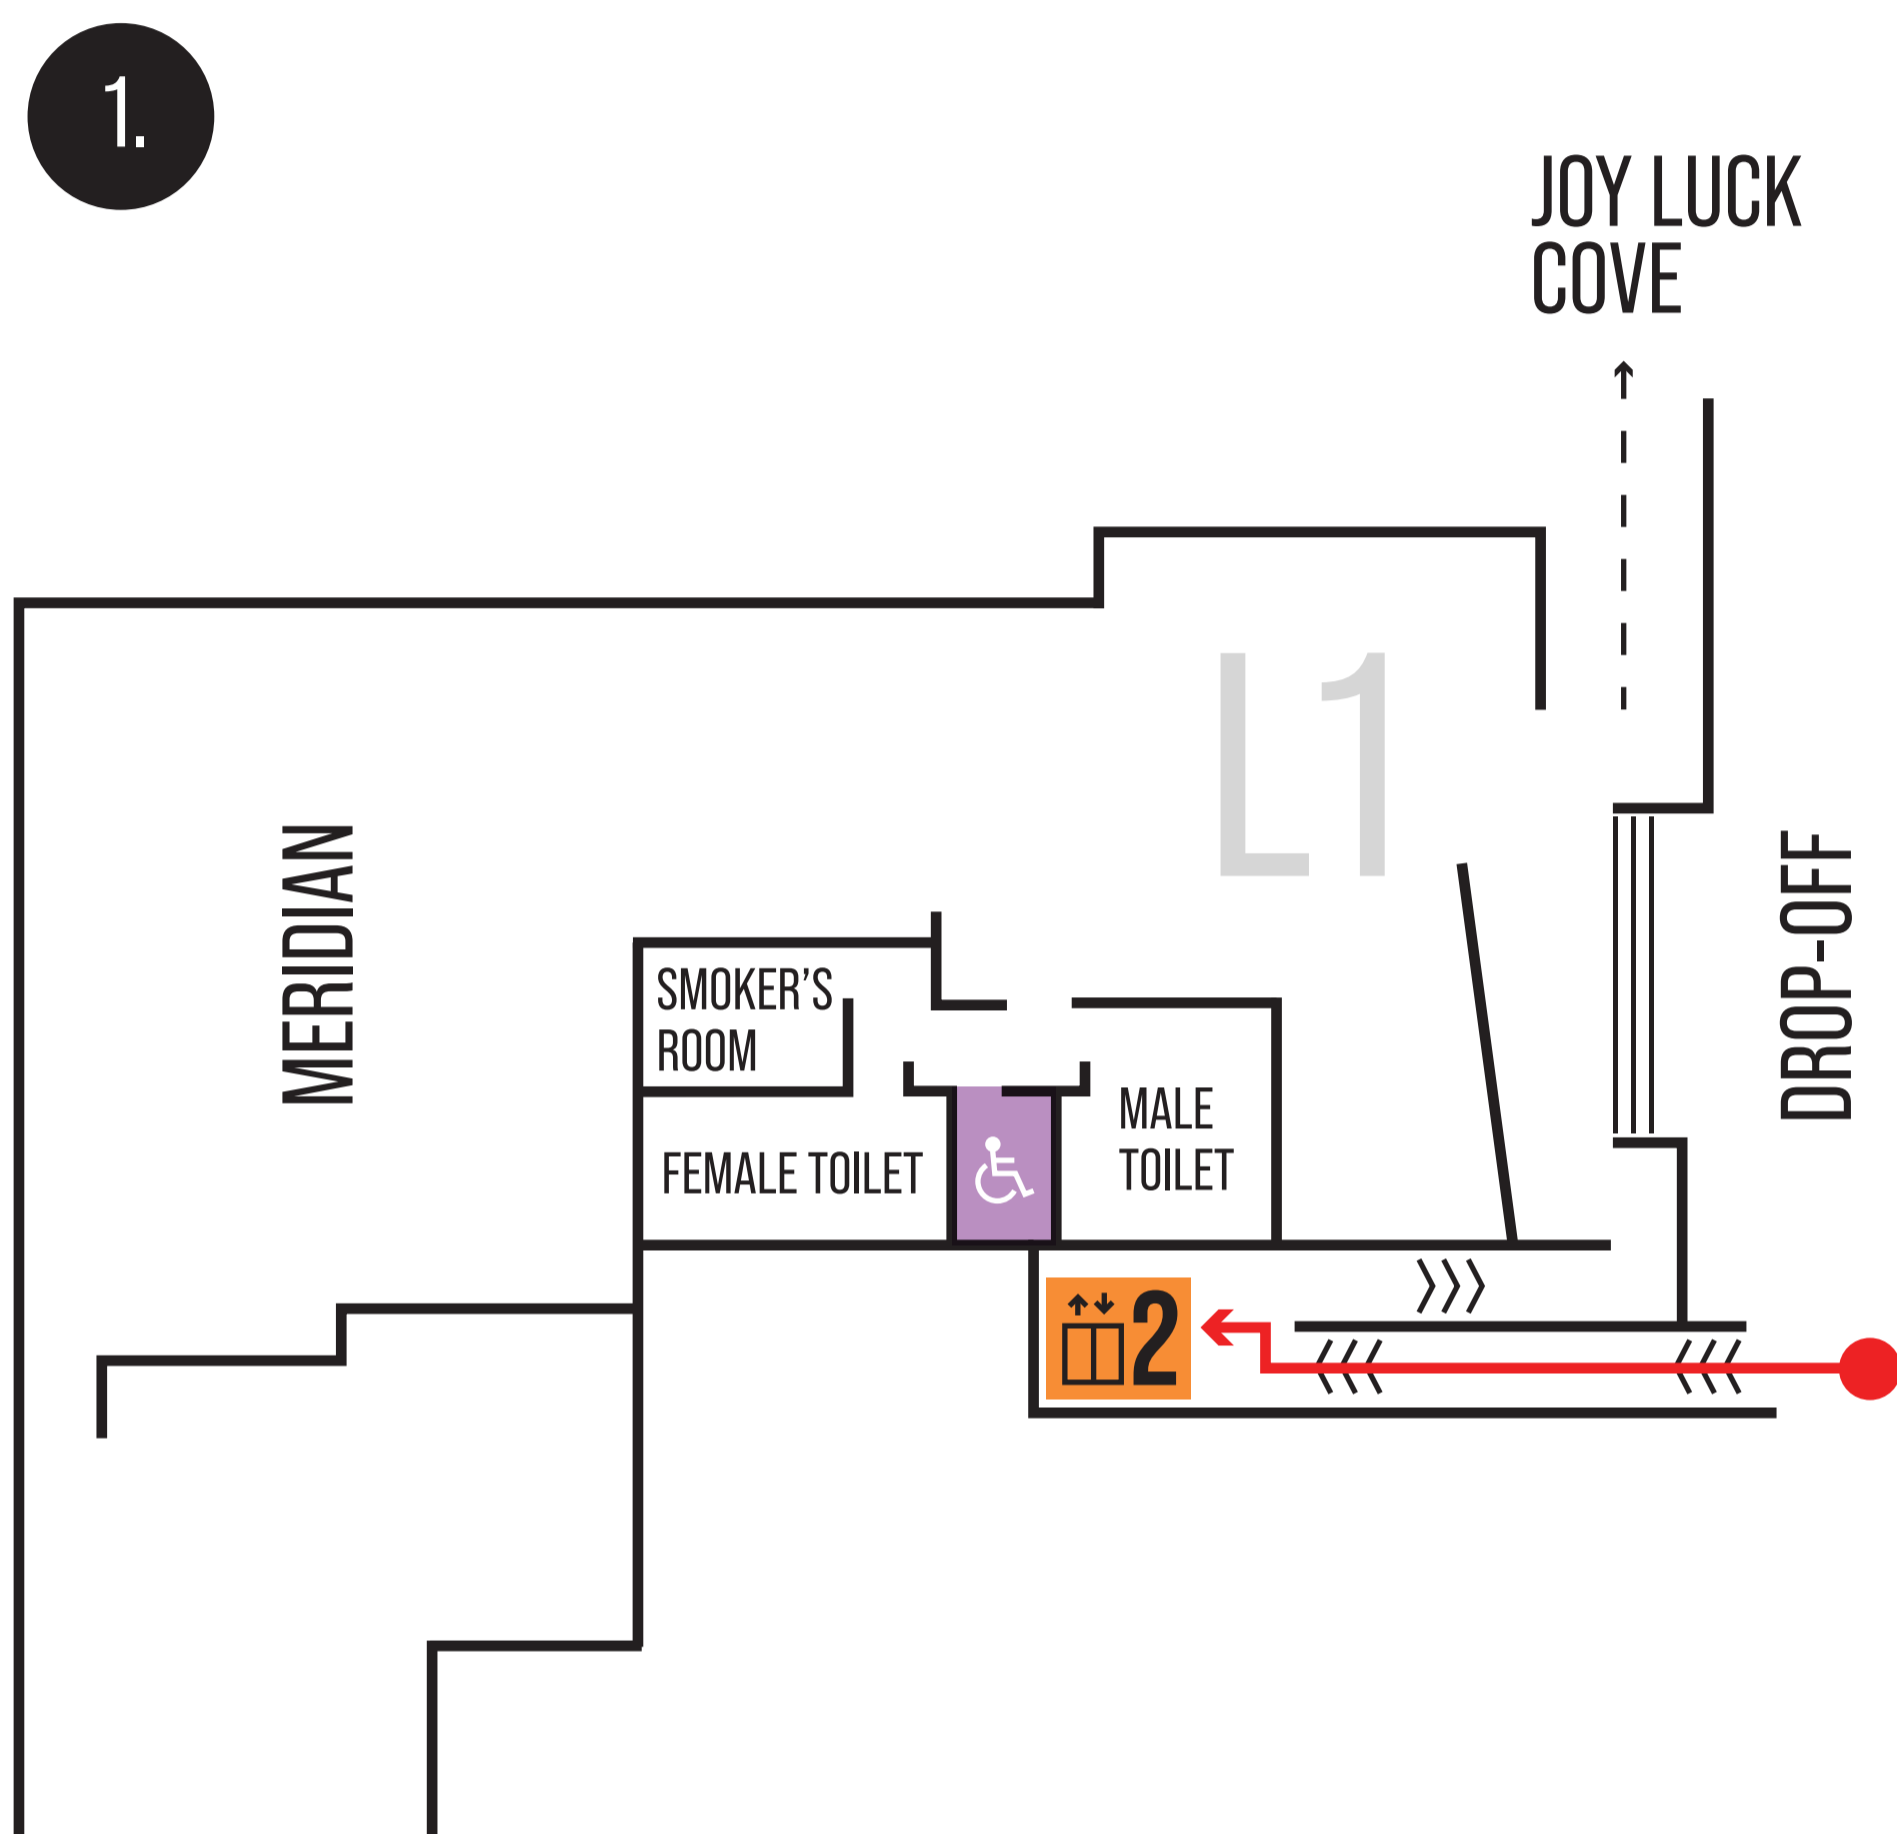 1.
JOY LUCK
COVE
L1
MERIDIAN
DROP-OFF
SMOKER'S
ROOM
FEMALE TOILET
MALE
TOILET
2